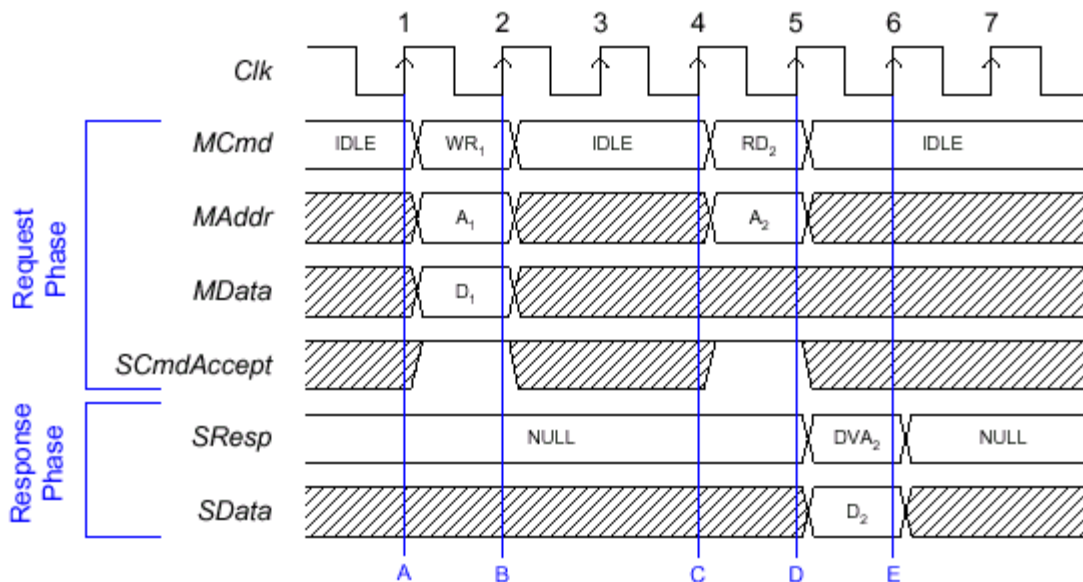 1 2 3 4 5 6 7
Clk
MCmd IDLE WR₁ IDLE RD₂ IDLE
MAddr A₁ A₂
MData D₁
SCmdAccept
Request
Phase
SResp NULL DVA₂ NULL
SData D₂
Response
Phase
A B C D E